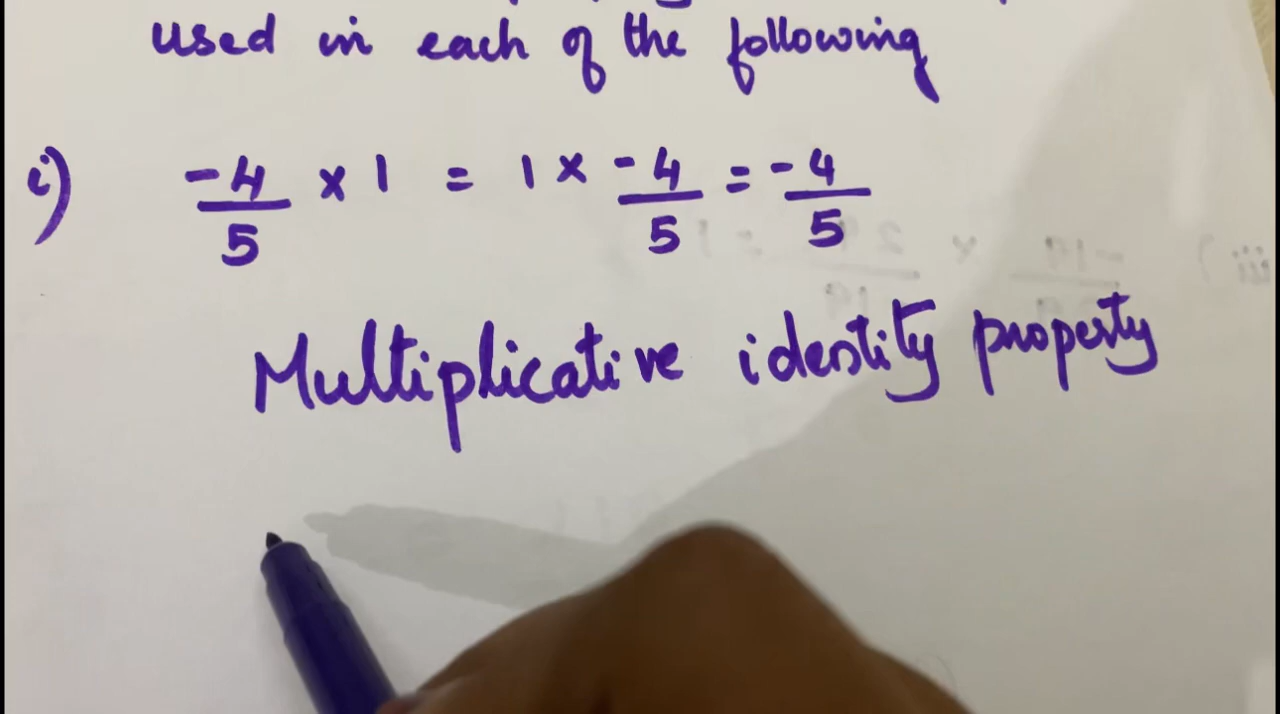 used in each of the following
i) -4/5 × 1 = 1 × -4/5 = -4/5
Multiplicative identity property